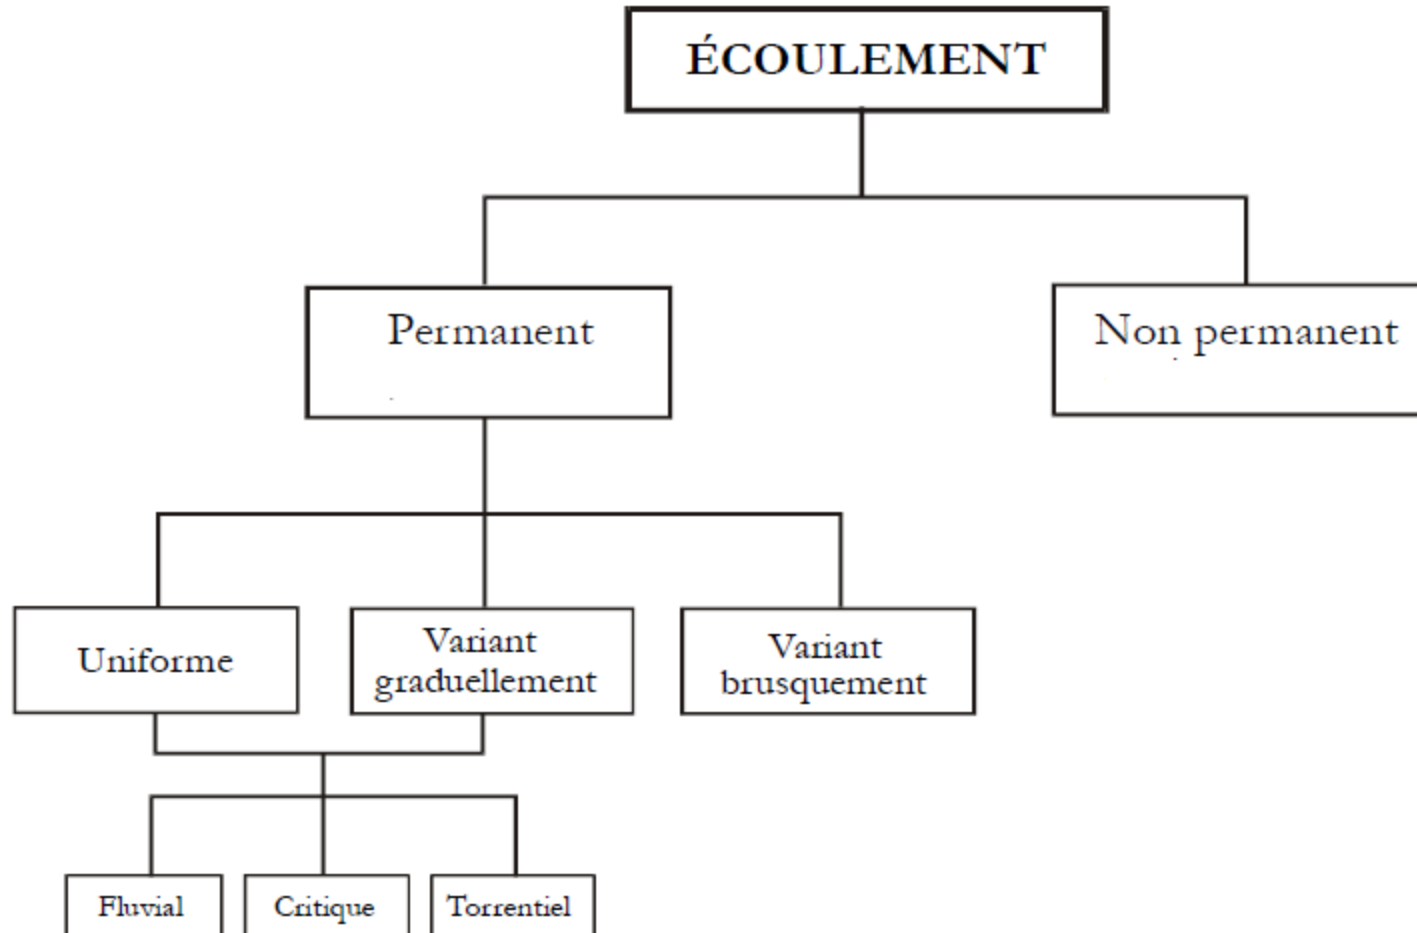 ÉCOULEMENT
Permanent
Non permanent
Uniforme
Variant
graduellement
Variant
brusquement
Fluvial
Critique
Torrentiel